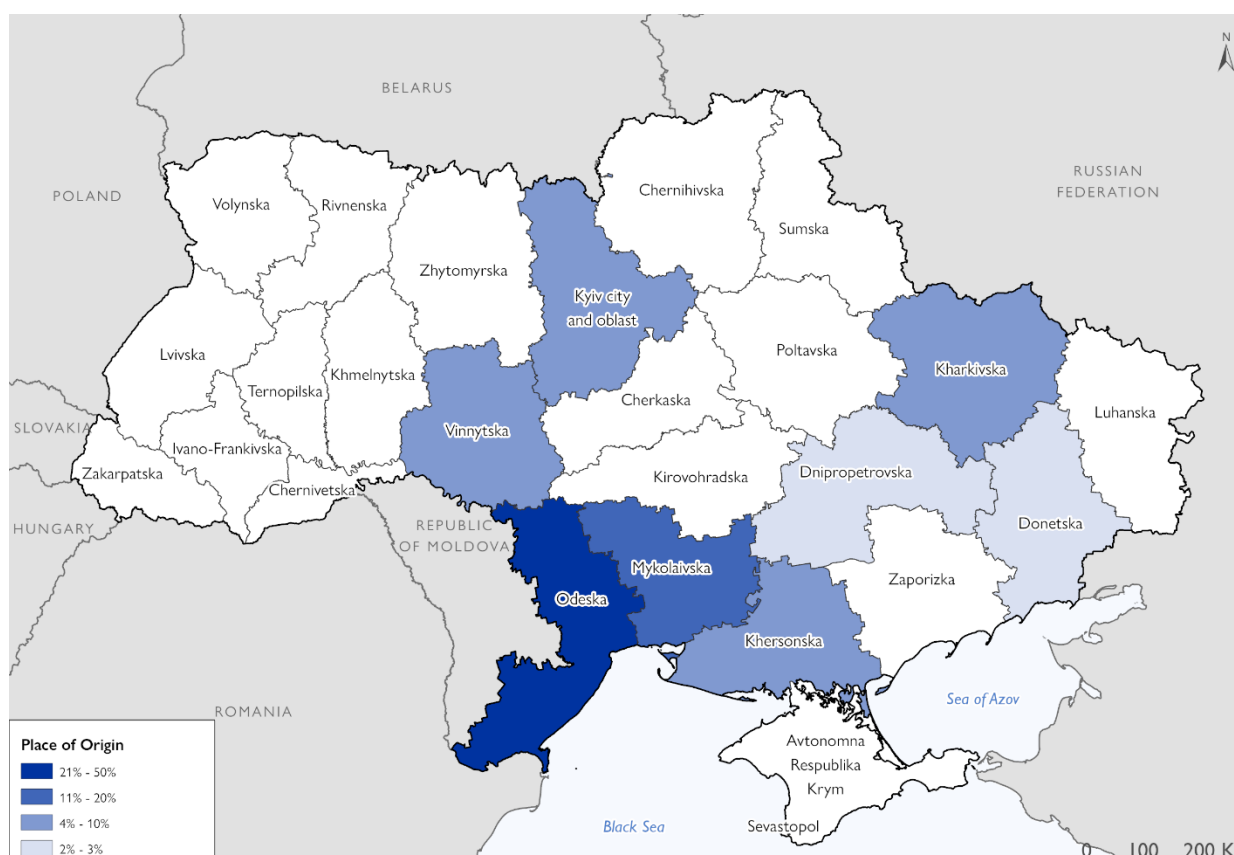 N
BELARUS
POLAND
RUSSIAN
FEDERATION
Volynska
Rivnenska
Chernihivska
Sumska
Zhytomyrska
Kyiv city
and oblast
Lvivska
Ternopilska
Khmelnytska
Poltavska
Kharkivska
Luhanska
Cherkaska
SLOVAKIA
Vinnytska
Ivano-Frankivska
Zakarpatska
Chernivetska
Kirovohradska
Dnipropetrovska
Donetska
HUNGARY
REPUBLIC
OF MOLDOVA
Mykolaivska
Odeska
Zaporizka
Khersonska
ROMANIA
Sea of Azov
Avtonomna
Respublika
Krym
Sevastopol
Black Sea
Place of Origin
21% - 50%
11% - 20%
4% - 10%
2% - 3%
0 100 200 K